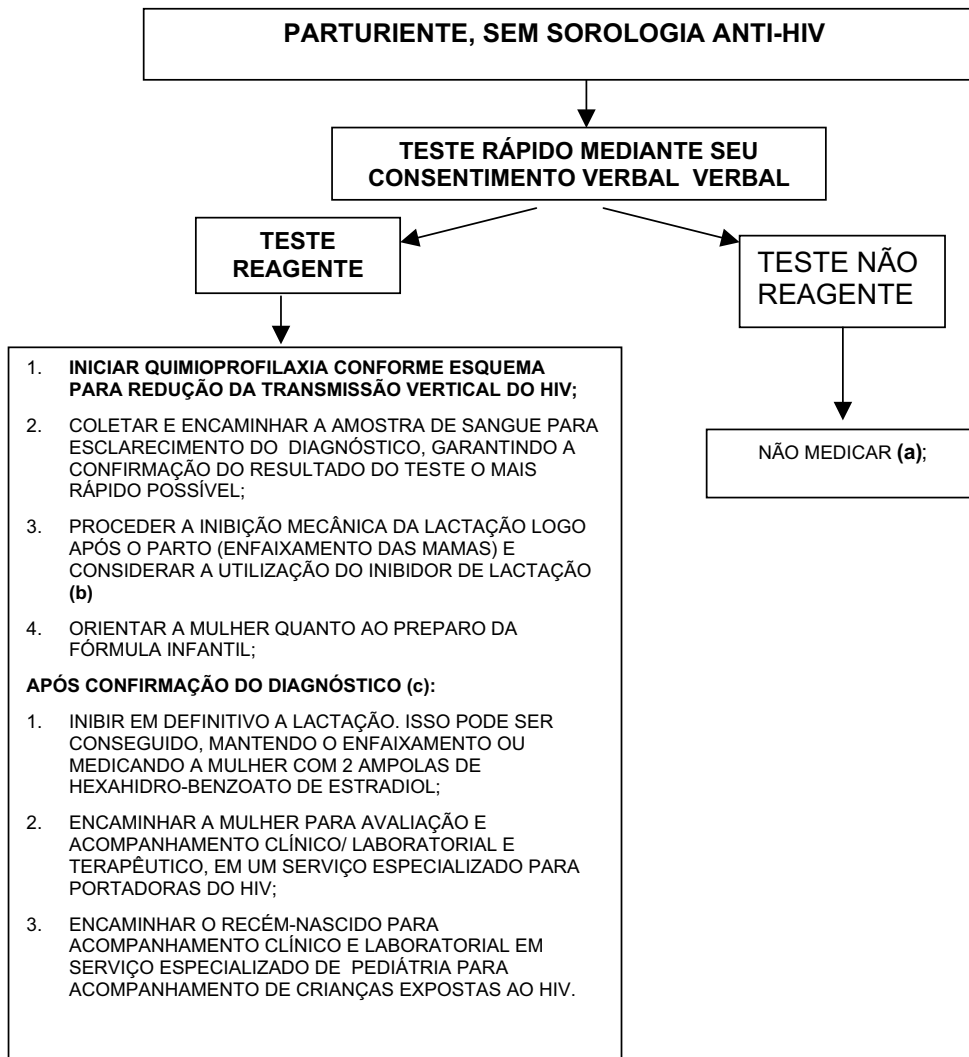 PARTURIENTE, SEM SOROLOGIA ANTI-HIV
TESTE RÁPIDO MEDIANTE SEU
CONSENTIMENTO VERBAL VERBAL
TESTE
REAGENTE
TESTE NÃO
REAGENTE
1. INICIAR QUIMIOPROFILAXIA CONFORME ESQUEMA
PARA REDUÇÃO DA TRANSMISSÃO VERTICAL DO HIV;
2. COLETAR E ENCAMINHAR A AMOSTRA DE SANGUE PARA
ESCLARECIMENTO DO DIAGNÓSTICO, GARANTINDO A
CONFIRMAÇÃO DO RESULTADO DO TESTE O MAIS
RÁPIDO POSSÍVEL;
3. PROCEDER A INIBIÇÃO MECÂNICA DA LACTAÇÃO LOGO
APÓS O PARTO (ENFAIXAMENTO DAS MAMAS) E
CONSIDERAR A UTILIZAÇÃO DO INIBIDOR DE LACTAÇÃO
(b)
4. ORIENTAR A MULHER QUANTO AO PREPARO DA
FÓRMULA INFANTIL;
APÓS CONFIRMAÇÃO DO DIAGNÓSTICO (c):
1. INIBIR EM DEFINITIVO A LACTAÇÃO. ISSO PODE SER
CONSEGUIDO, MANTENDO O ENFAIXAMENTO OU
MEDICANDO A MULHER COM 2 AMPOLAS DE
HEXAHIDRO-BENZOATO DE ESTRADIOL;
2. ENCAMINHAR A MULHER PARA AVALIAÇÃO E
ACOMPANHAMENTO CLÍNICO/ LABORATORIAL E
TERAPÊUTICO, EM UM SERVIÇO ESPECIALIZADO PARA
PORTADORAS DO HIV;
3. ENCAMINHAR O RECÉM-NASCIDO PARA
ACOMPANHAMENTO CLÍNICO E LABORATORIAL EM
SERVIÇO ESPECIALIZADO DE PEDIÁTRIA PARA
ACOMPANHAMENTO DE CRIANÇAS EXPOSTAS AO HIV.
NÃO MEDICAR (a);